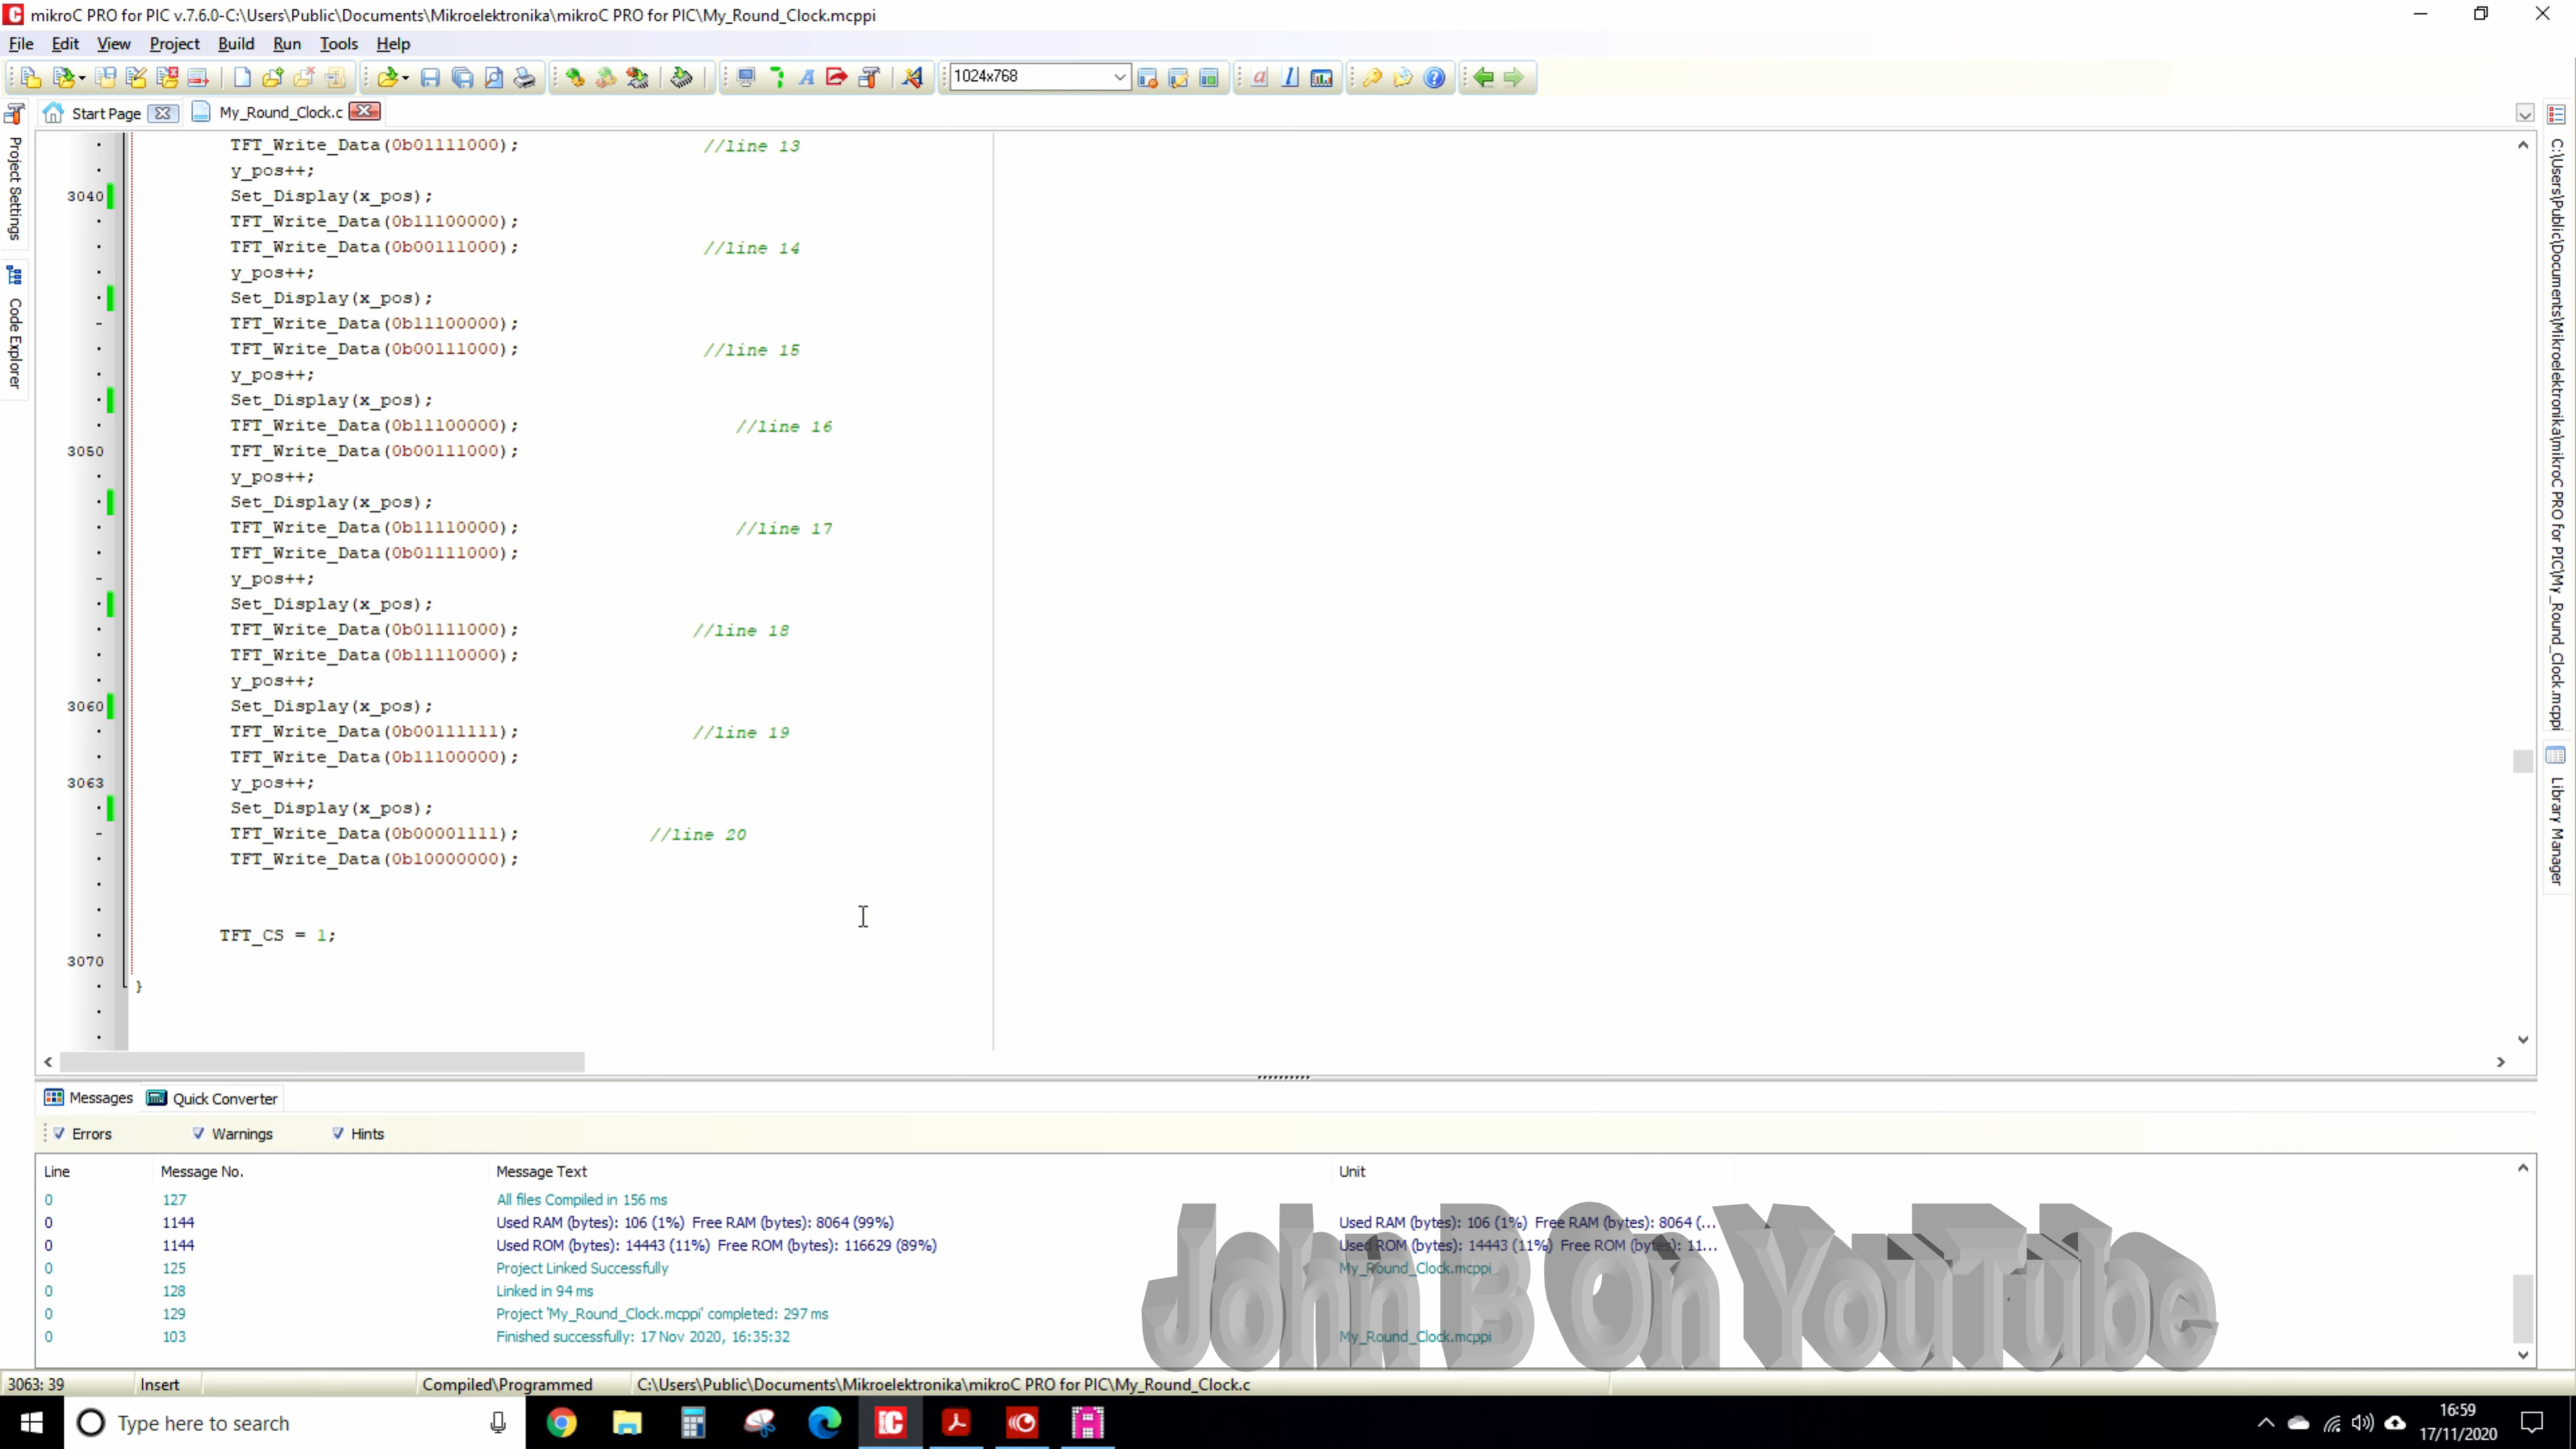 mikroC PRO for PIC v.7.6.0-C:\Users\Public\Documents\Mikroelektronika\mikroC PRO for PIC\My_Round_Clock.mcppi
File Edit View Project Build Run Tools Help
1024x768
Start Page My_Round_Clock.c
Project Settings
Code Explorer
TFT_Write_Data(0b01111000); //line 13
y_pos++;
3040 Set_Display(x_pos);
TFT_Write_Data(0b11100000);
TFT_Write_Data(0b00111000); //line 14
y_pos++;
Set_Display(x_pos);
TFT_Write_Data(0b11100000);
TFT_Write_Data(0b00111000); //line 15
y_pos++;
Set_Display(x_pos);
TFT_Write_Data(0b11100000); //line 16
3050 TFT_Write_Data(0b00111000);
y_pos++;
Set_Display(x_pos);
TFT_Write_Data(0b11110000); //line 17
TFT_Write_Data(0b01111000);
y_pos++;
Set_Display(x_pos);
TFT_Write_Data(0b01111000); //line 18
TFT_Write_Data(0b11110000);
y_pos++;
3060 Set_Display(x_pos);
TFT_Write_Data(0b00111111); //line 19
TFT_Write_Data(0b11100000);
3063 y_pos++;
Set_Display(x_pos);
TFT_Write_Data(0b00001111); //line 20
TFT_Write_Data(0b10000000);
TFT_CS = 1;
3070
}
C:\Users\Public\Documents\Mikroelektronika\mikroC PRO for PIC\My_Round_Clock.mcppi
Library Manager
Messages Quick Converter
Errors Warnings Hints
Line Message No. Message Text Unit
0 127 All files Compiled in 156 ms
0 1144 Used RAM (bytes): 106 (1%) Free RAM (bytes): 8064 (99%) Used RAM (bytes): 106 (1%) Free RAM (bytes): 8064 (...
0 1144 Used ROM (bytes): 14443 (11%) Free ROM (bytes): 116629 (89%) Used ROM (bytes): 14443 (11%) Free ROM (bytes): 11...
0 125 Project Linked Successfully My_Round_Clock.mcppi
0 128 Linked in 94 ms
0 129 Project 'My_Round_Clock.mcppi' completed: 297 ms
0 103 Finished successfully: 17 Nov 2020, 16:35:32 My_Round_Clock.mcppi
John B On YouTube
3063: 39 Insert Compiled\Programmed C:\Users\Public\Documents\Mikroelektronika\mikroC PRO for PIC\My_Round_Clock.c
Type here to search
16:59
17/11/2020